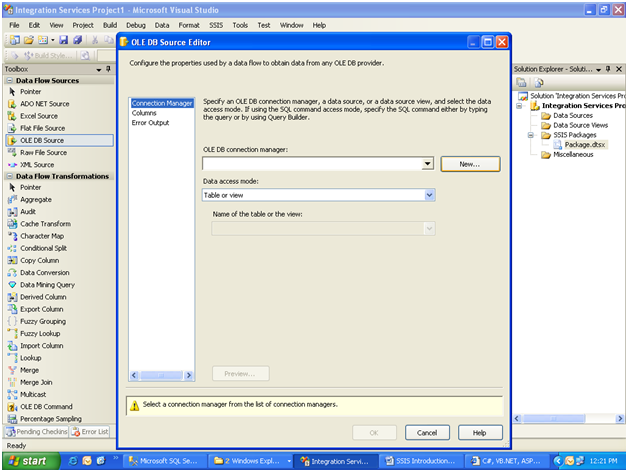 Integration Services Project1 - Microsoft Visual Studio
File Edit View Project Build Debug Data Format SSIS Tools Test Window Help
Build Style...
Toolbox
Data Flow Sources
Pointer
ADO NET Source
Excel Source
Flat File Source
OLE DB Source
Raw File Source
XML Source
Data Flow Transformations
Pointer
Aggregate
Audit
Cache Transform
Character Map
Conditional Split
Copy Column
Data Conversion
Data Mining Query
Derived Column
Export Column
Fuzzy Grouping
Fuzzy Lookup
Import Column
Lookup
Merge
Merge Join
Multicast
OLE DB Command
Percentage Sampling
Pending Checkins Error List
Ready
OLE DB Source Editor
Configure the properties used by a data flow to obtain data from any OLE DB provider.
Connection Manager
Columns
Error Output
Specify an OLE DB connection manager, a data source, or a data source view, and select the data
access mode. If using the SQL command access mode, specify the SQL command either by typing
the query or by using Query Builder.
OLE DB connection manager:
New...
Data access mode:
Table or view
Name of the table or the view:
Preview...
Select a connection manager from the list of connection managers.
OK Cancel Help
Solution Explorer - Soluti...
Solution 'Integration Services Pr
Integration Services Pro
Data Sources
Data Source Views
SSIS Packages
Package.dtsx
Miscellaneous
start
Microsoft SQL Se...
2 Windows Expl...
Integration Servi...
SSIS Introduction...
C#, VB.NET, ASP...
12:21 PM